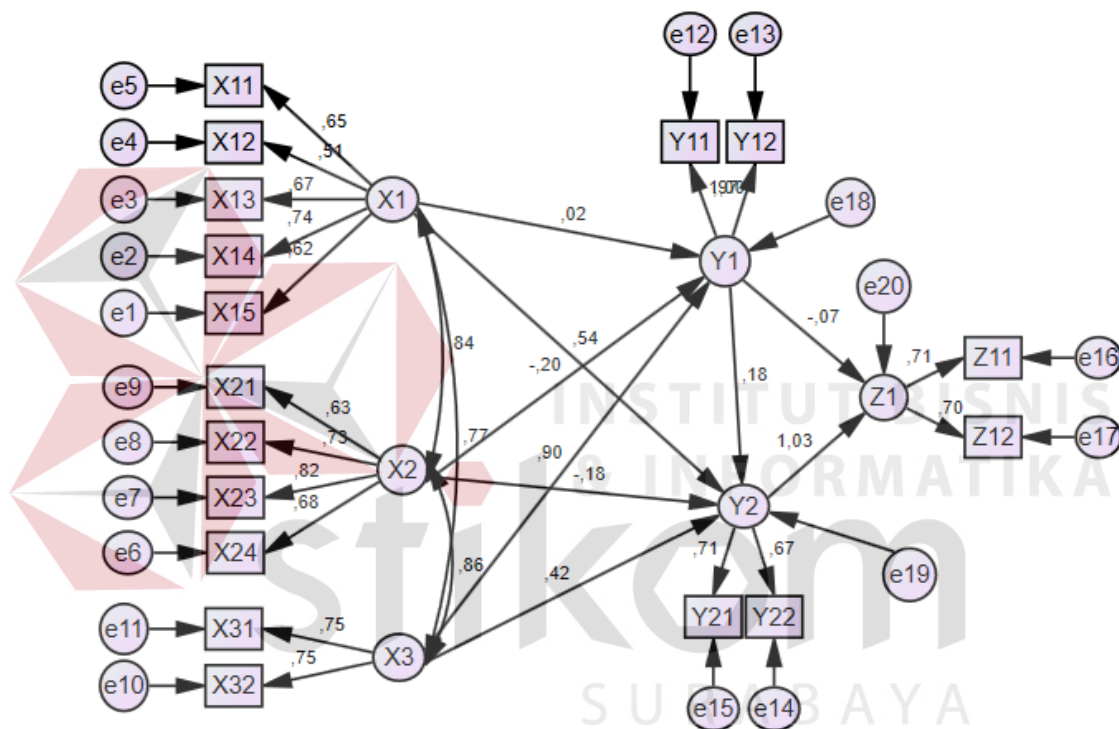 e12 e13
e5 X11
,65
e4 X12
,51
Y11 Y12
e3 X13
,67
X1
,74
,02
e18
e2 X14
,62
Y1
e20
e1 X15
84
,54
-,07
-,20
,71
Z11 e16
e9 X21
,63
,18
Z1
INSTITUT BISNIS
,70
e8 X22
,73
,77
,90
1,03
Z12 e17
X2
-,18
& INFORMATIKA
e7 X23
,82
,68
Y2
e6 X24
stikom
,86
,42
,71
,67
e19
e11 X31
,75
Y21 Y22
X3
e10 X32
,75
e15 e14
SURABAYA